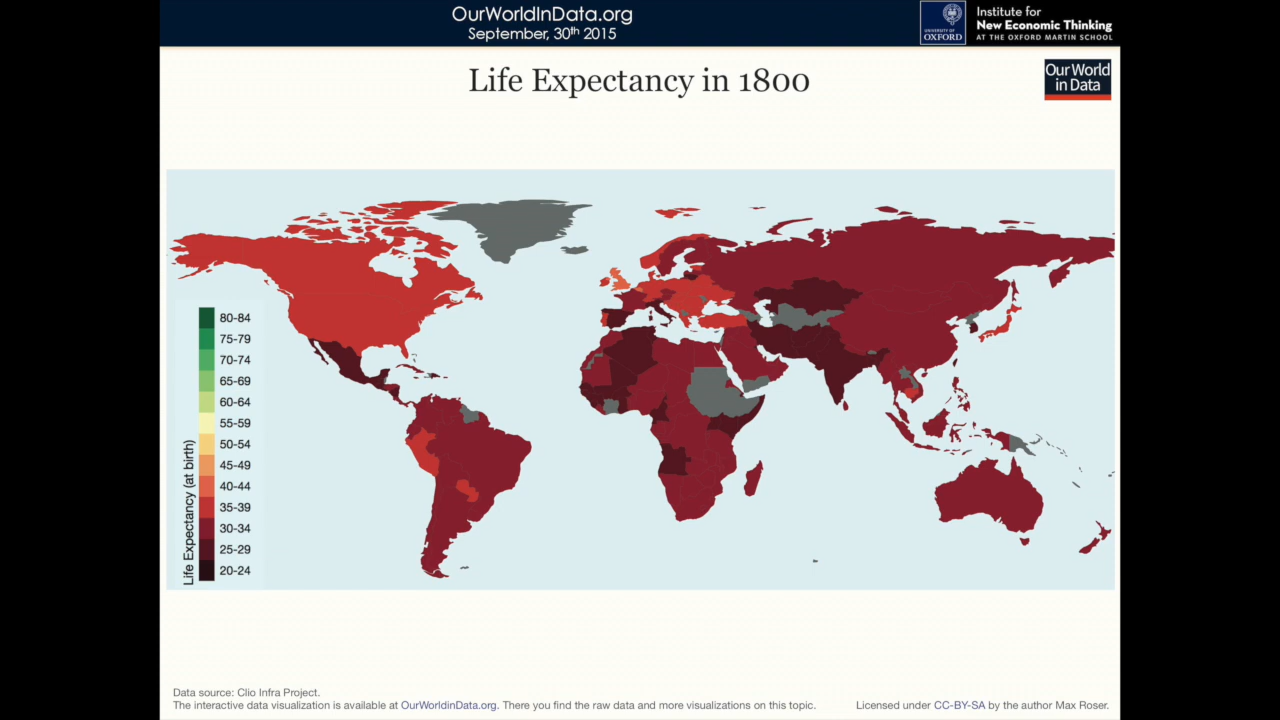 OurWorldInData.org
September, 30th 2015
UNIVERSITY OF
OXFORD
Institute for
New Economic Thinking
AT THE OXFORD MARTIN SCHOOL
Life Expectancy in 1800
Our World
in Data
Life Expectancy (at birth)
80-84
75-79
70-74
65-69
60-64
55-59
50-54
45-49
40-44
35-39
30-34
25-29
20-24
Data source: Clio Infra Project.
The interactive data visualization is available at OurWorldinData.org. There you find the raw data and more visualizations on this topic.
Licensed under CC-BY-SA by the author Max Roser.